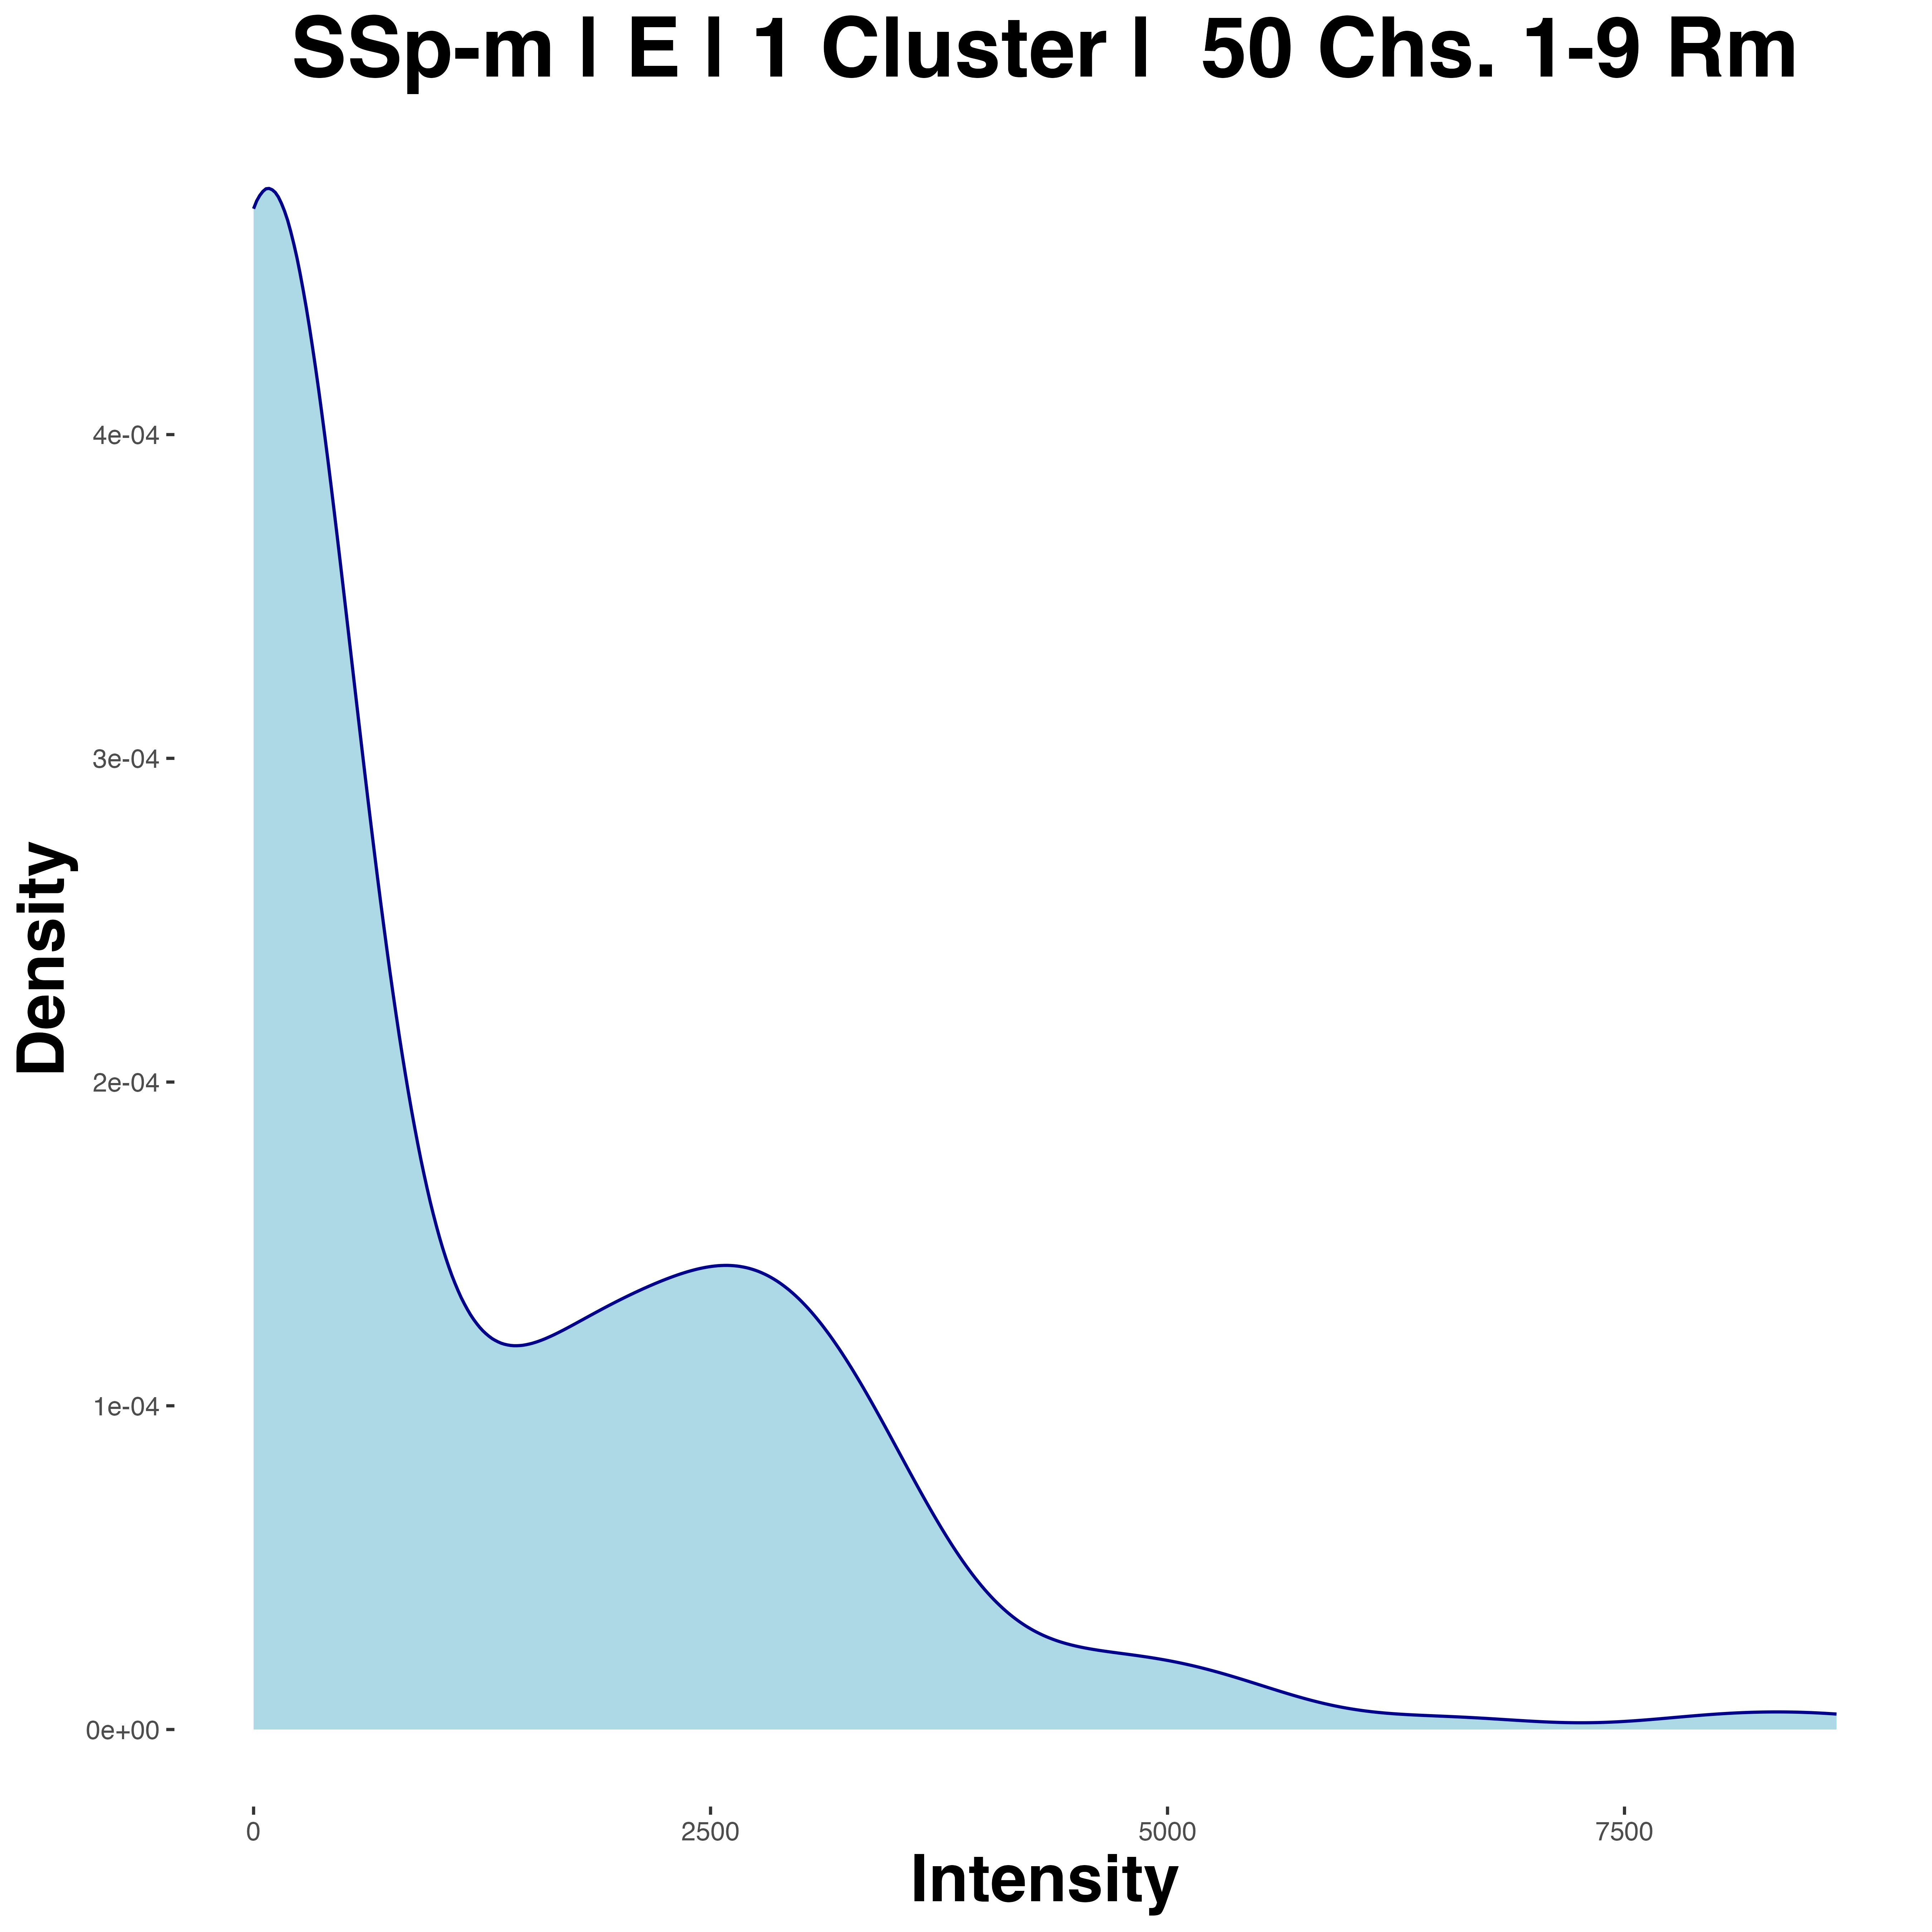 SSp-m | E | 1 Cluster |  50 Chs. 1-9 Rm
Density
4e-04
3e-04
2e-04
1e-04
0e+00
0 2500 5000 7500
Intensity